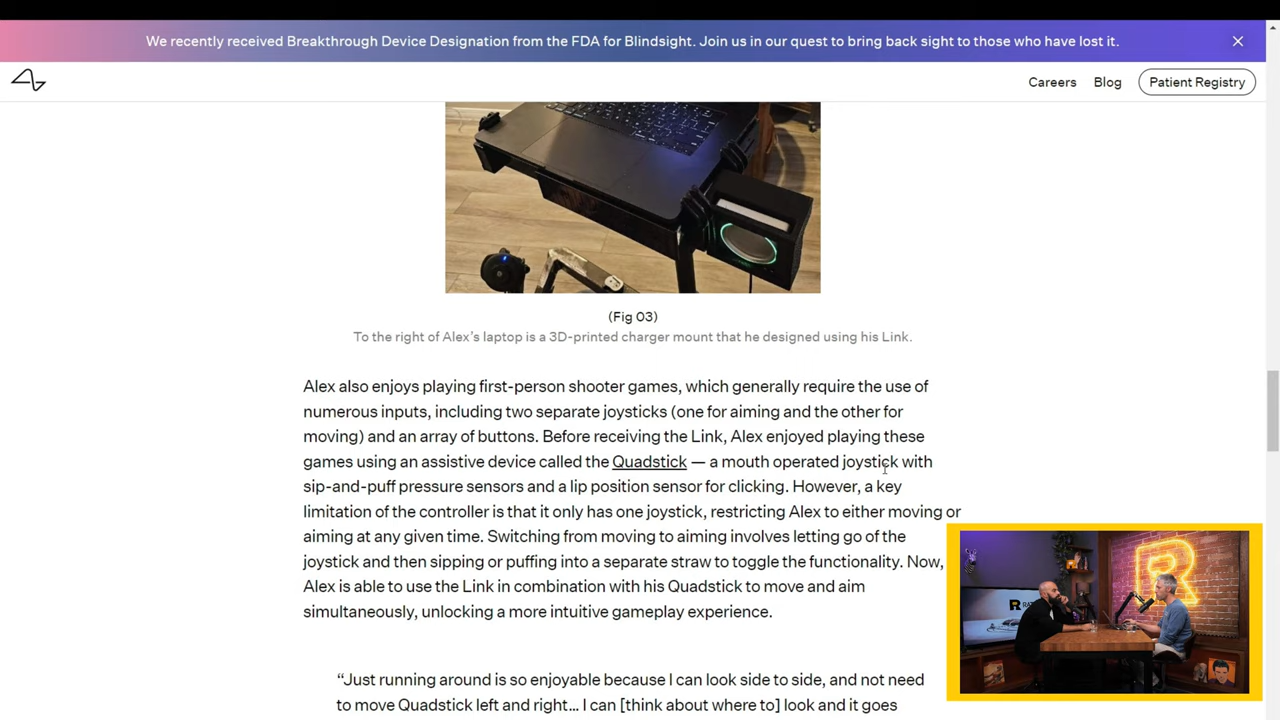 We recently received Breakthrough Device Designation from the FDA for Blindsight. Join us in our quest to bring back sight to those who have lost it.
Careers Blog Patient Registry
(Fig 03)
To the right of Alex's laptop is a 3D-printed charger mount that he designed using his Link.
Alex also enjoys playing first-person shooter games, which generally require the use of
numerous inputs, including two separate joysticks (one for aiming and the other for
moving) and an array of buttons. Before receiving the Link, Alex enjoyed playing these
games using an assistive device called the Quadstick — a mouth operated joystick with
sip-and-puff pressure sensors and a lip position sensor for clicking. However, a key
limitation of the controller is that it only has one joystick, restricting Alex to either moving or
aiming at any given time. Switching from moving to aiming involves letting go of the
joystick and then sipping or puffing into a separate straw to toggle the functionality. Now,
Alex is able to use the Link in combination with his Quadstick to move and aim
simultaneously, unlocking a more intuitive gameplay experience.
“Just running around is so enjoyable because I can look side to side, and not need
to move Quadstick left and right... I can [think about where to] look and it goes
R